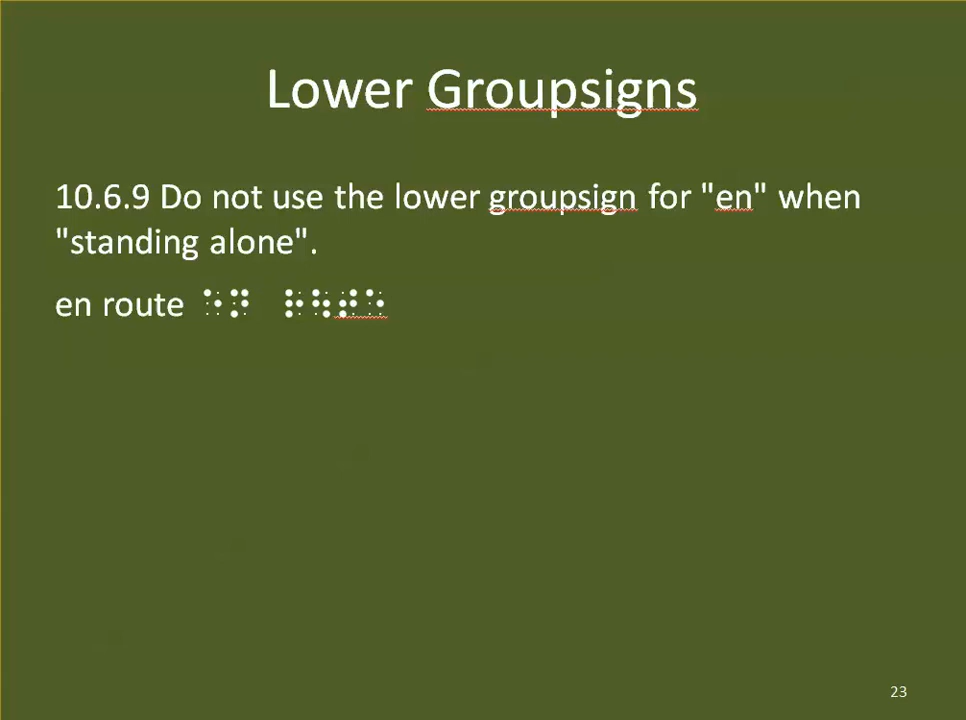 Lower Groupsigns
10.6.9 Do not use the lower groupsign for "en" when
"standing alone".
en route ⠑⠝ ⠗⠳⠞⠑
23